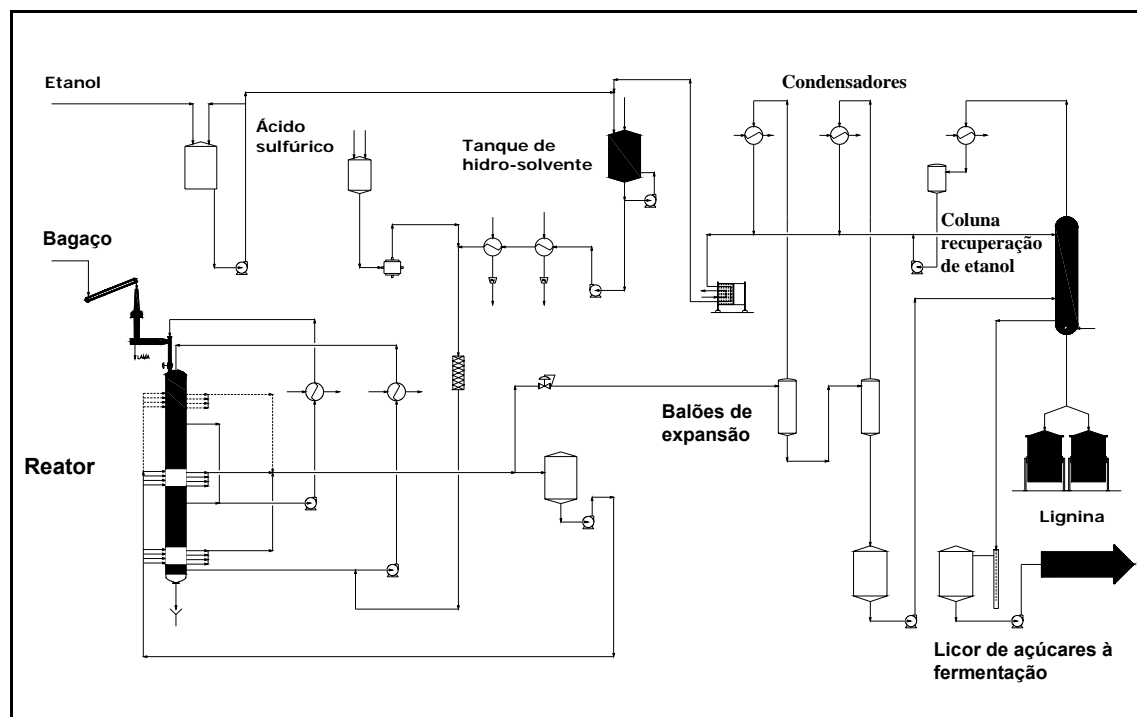 Etanol
Ácido
sulfúrico
Tanque de
hidro-solvente
Condensadores
Bagaço
LAMA
Coluna
recuperação
de etanol
Reator
Balões de
expansão
Lignina
Licor de açúcares à
fermentação